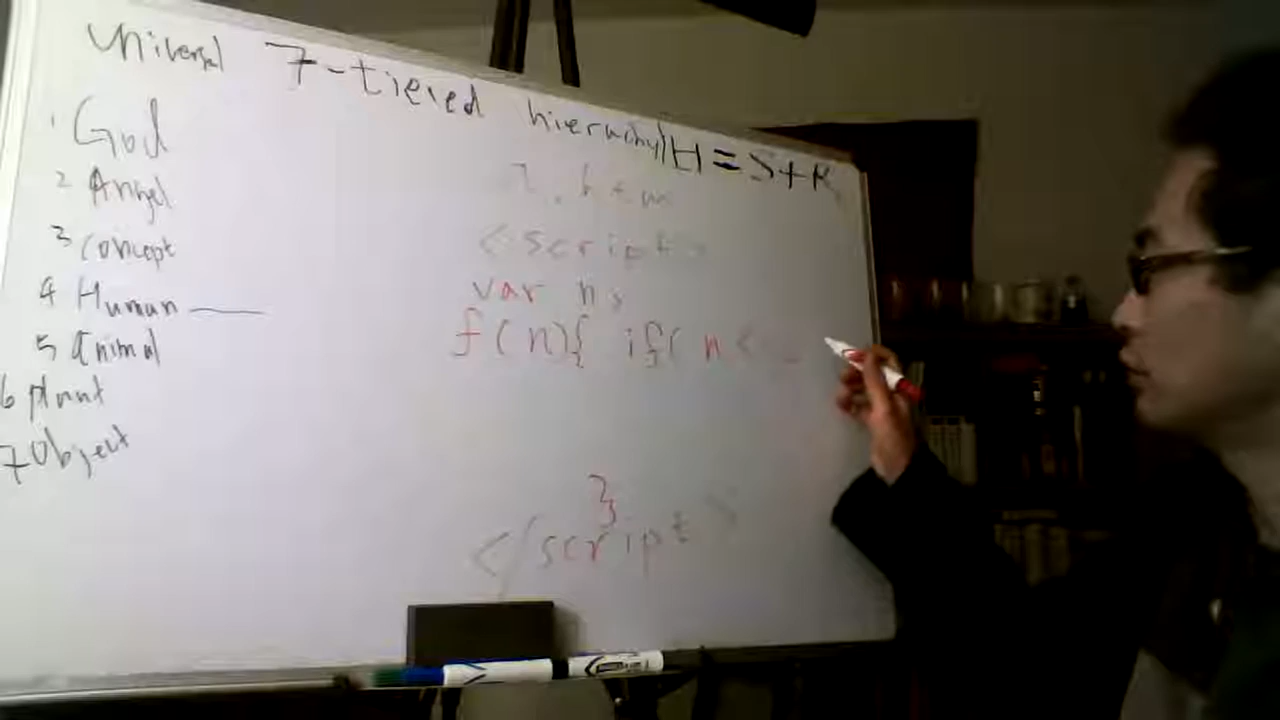 Universal 7-tiered hierarchy H = S + K
1 God
2 Angel
3 Concept
4 Human
5 Animal
6 plant
7 Object
7.htm
<script>
var n;
f(n){ if( n <
}
</script>